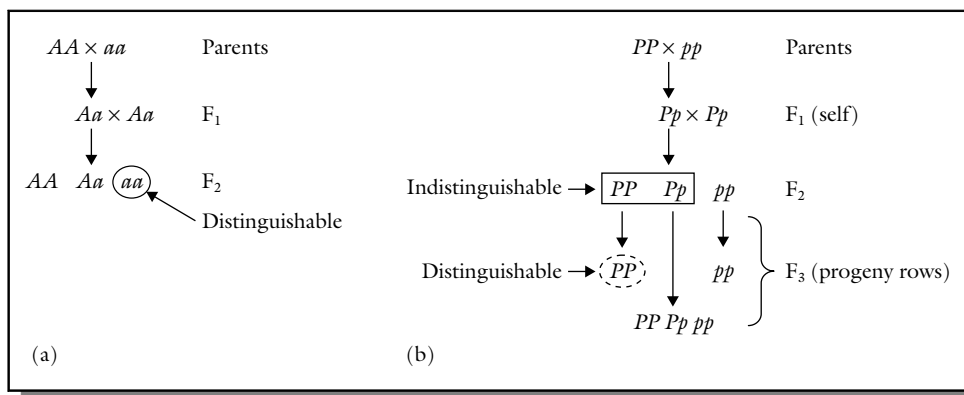 AA × aa Parents
Aa × Aa F₁
AA Aa aa F₂
Distinguishable
(a)
PP × pp Parents
Pp × Pp F₁ (self)
Indistinguishable PP Pp pp F₂
Distinguishable PP pp F₃ (progeny rows)
PP Pp pp
(b)